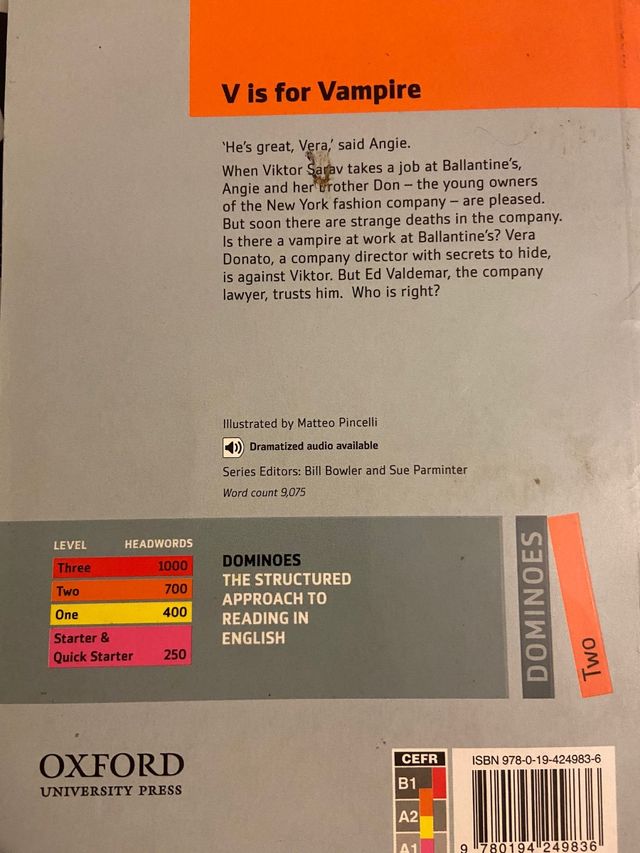 V is for Vampire
‘He’s great, Vera,’ said Angie.
When Viktor Sarav takes a job at Ballantine’s,
Angie and her brother Don – the young owners
of the New York fashion company – are pleased.
But soon there are strange deaths in the company.
Is there a vampire at work at Ballantine’s? Vera
Donato, a company director with secrets to hide,
is against Viktor. But Ed Valdemar, the company
lawyer, trusts him.  Who is right?
Illustrated by Matteo Pincelli
Dramatized audio available
Series Editors: Bill Bowler and Sue Parminter
Word count 9,075
LEVEL HEADWORDS
Three 1000
Two 700
One 400
Starter &
Quick Starter 250
DOMINOES
THE STRUCTURED
APPROACH TO
READING IN
ENGLISH
DOMINOES
Two
OXFORD
UNIVERSITY PRESS
CEFR
B1
A2
A1
ISBN 978-0-19-424983-6
9 780194 249836